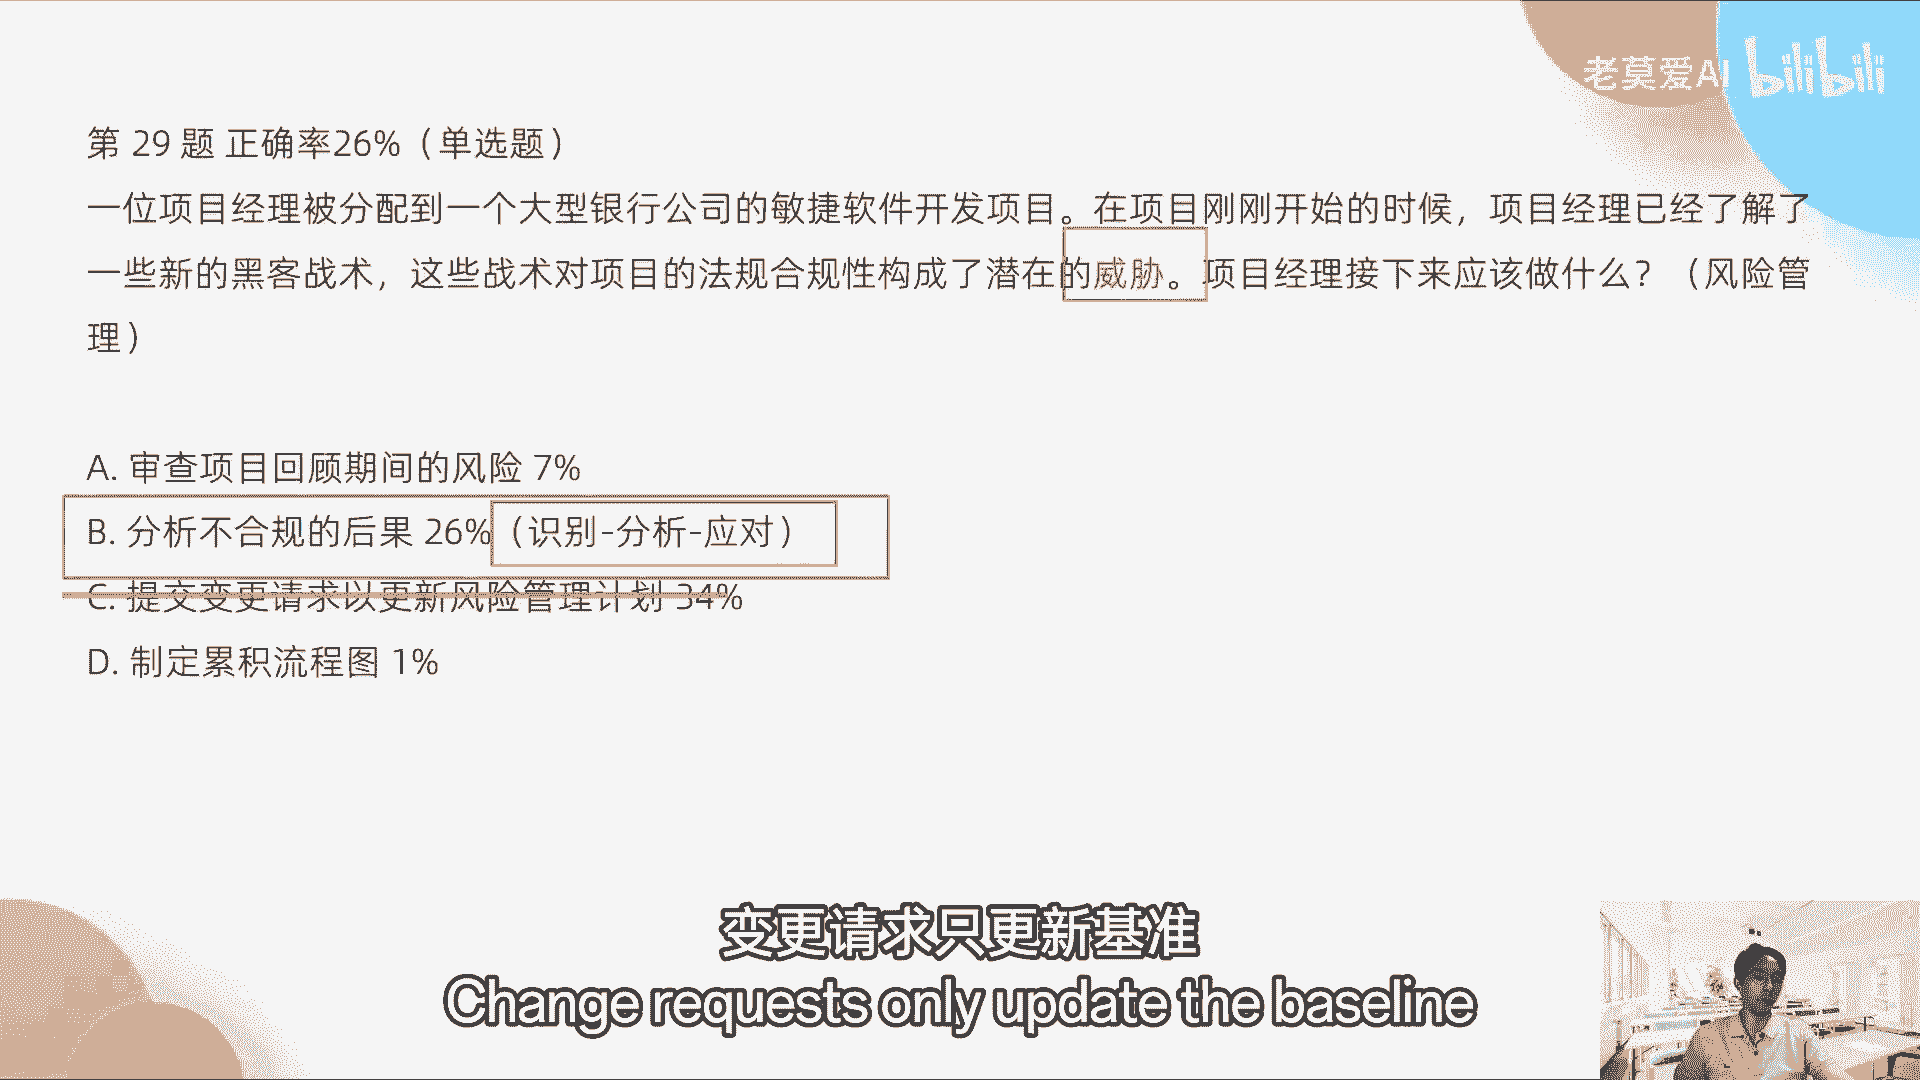 老莫爱AI bilibili
第 29 题 正确率26%（单选题）
一位项目经理被分配到一个大型银行公司的敏捷软件开发项目。在项目刚刚开始的时候，项目经理已经了解了
一些新的黑客战术，这些战术对项目的法规合规性构成了潜在的威胁。项目经理接下来应该做什么？（风险管
理）
A. 审查项目回顾期间的风险 7%
B. 分析不合规的后果 26%（识别-分析-应对）
C. 提交变更请求以更新风险管理计划 34%
D. 制定累积流程图 1%
变更请求只更新基准
Change requests only update the baseline